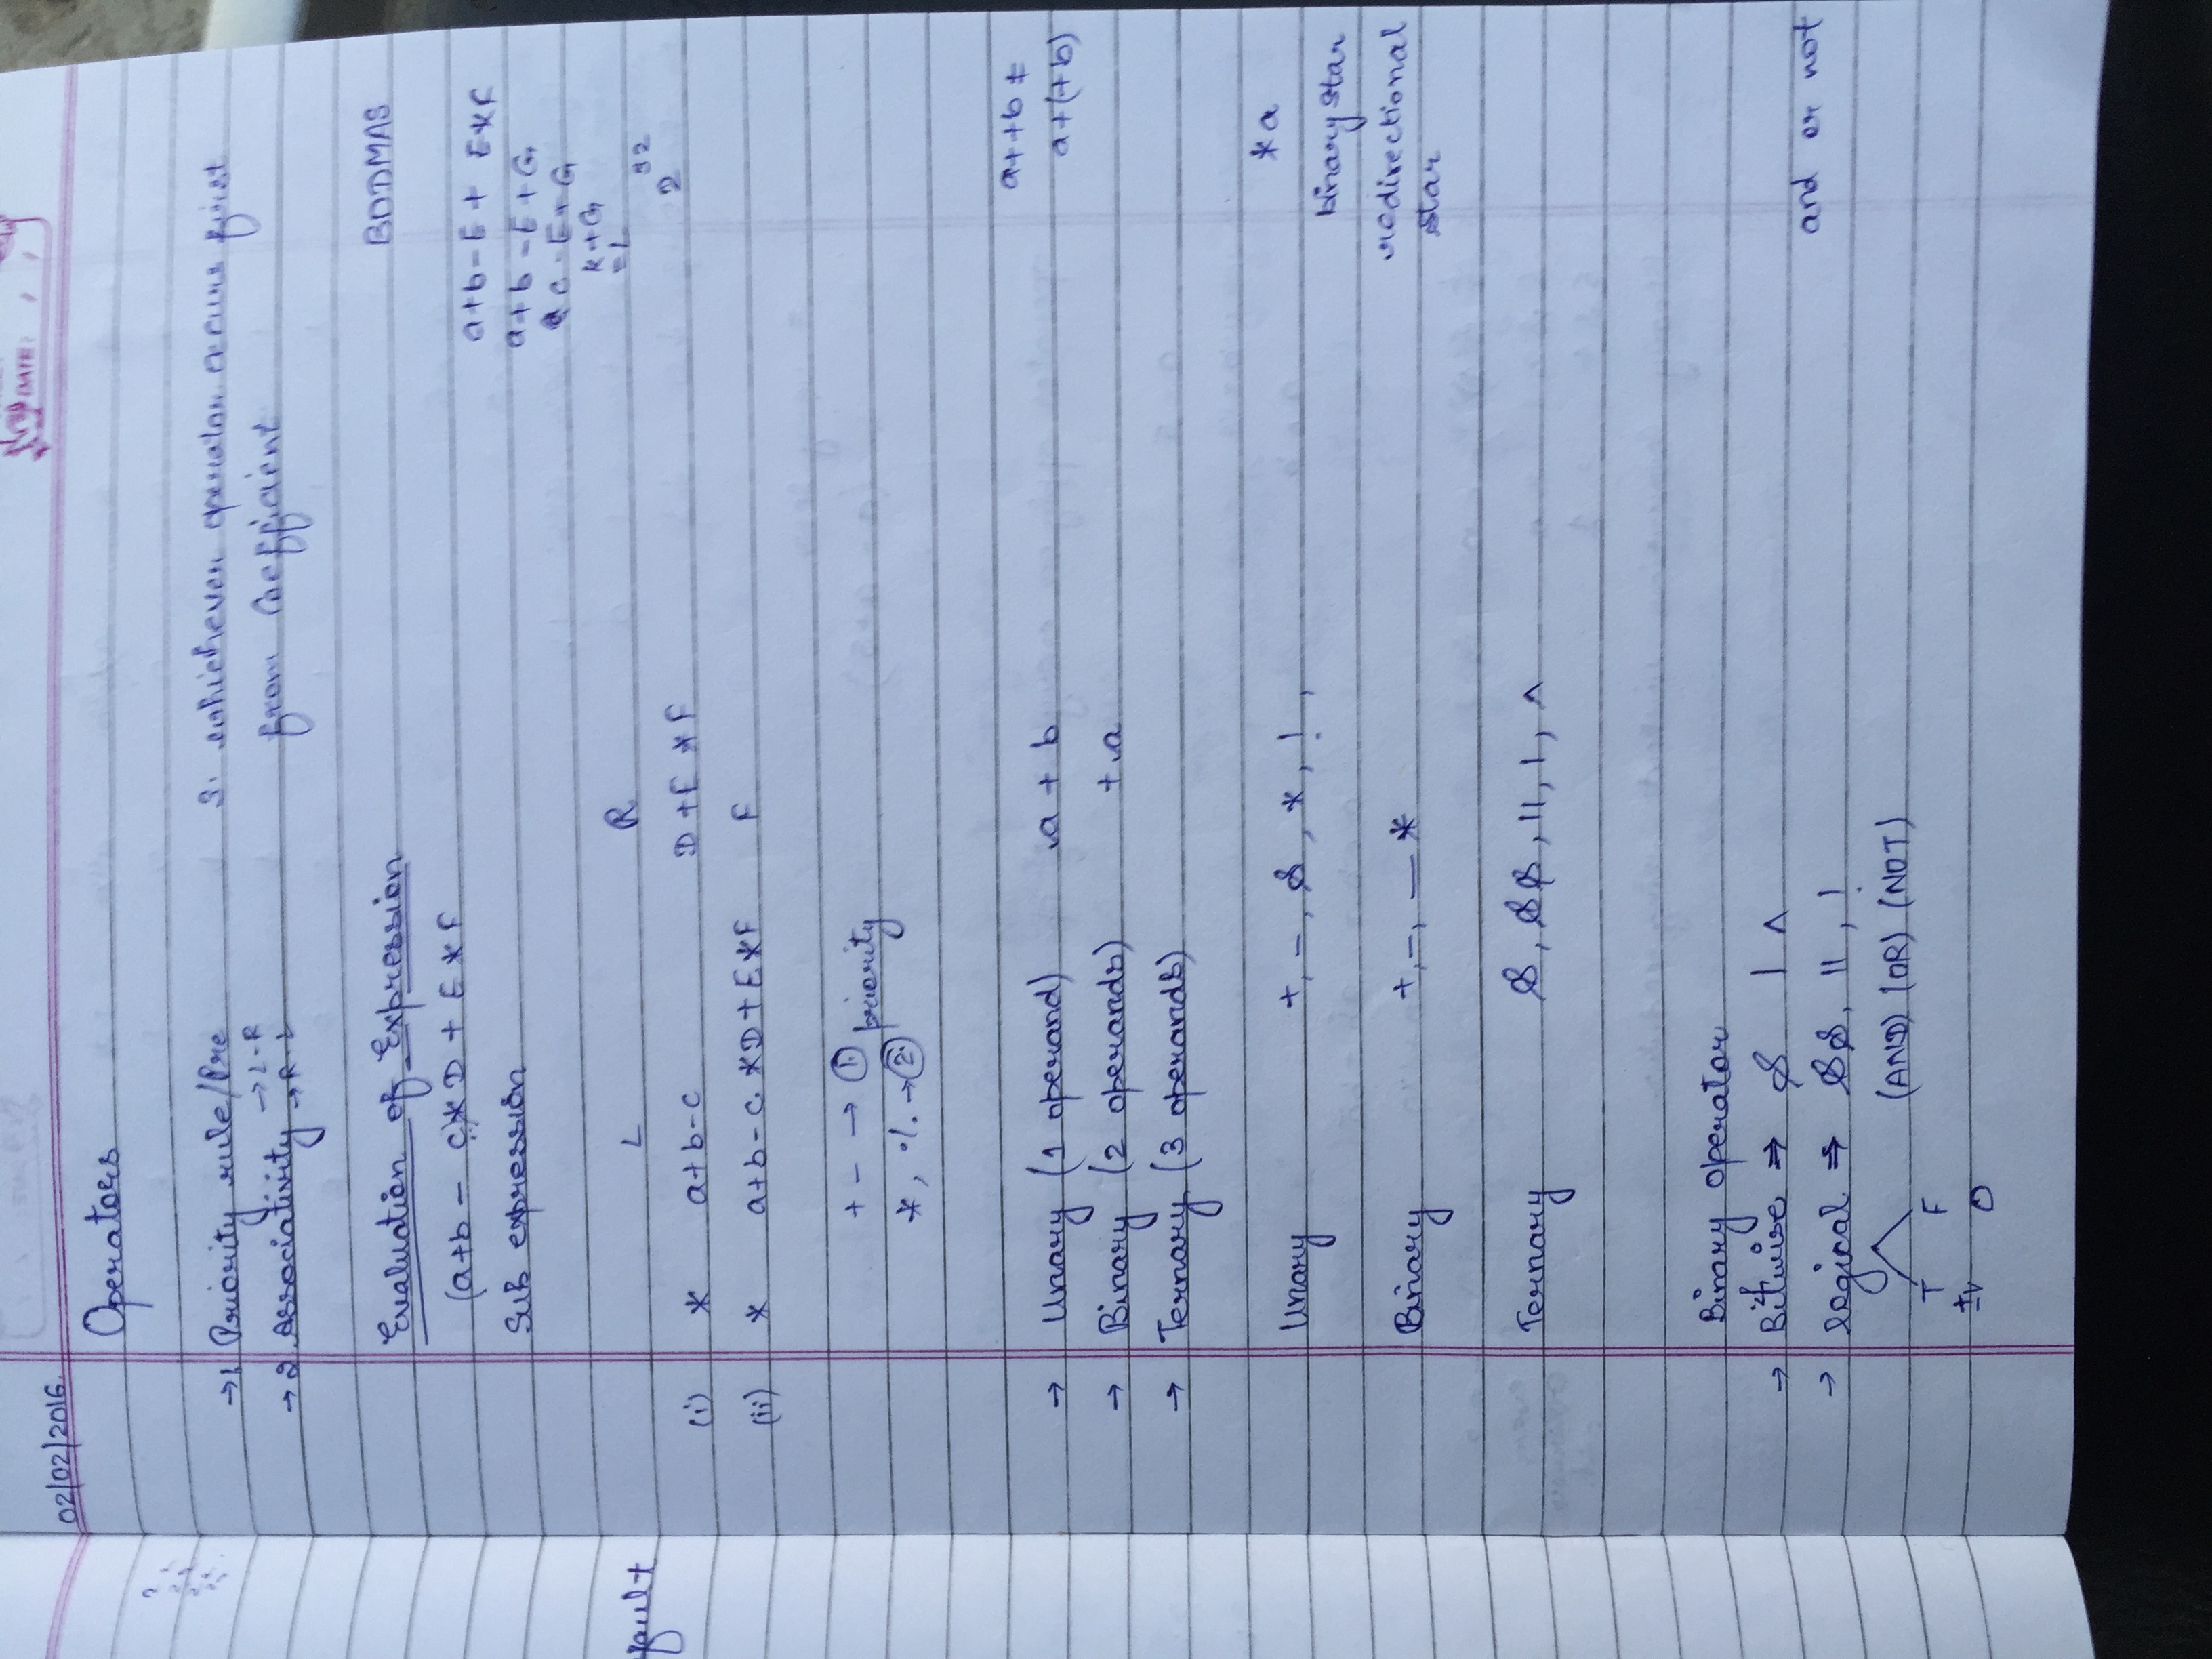 DATE:
02/02/2016.
Operators
→1. Priority rule/Pre
3. whichever operator occurs first
→2. Associativity →L-R →R-L
from Coefficient
BODMAS
Evaluation of Expression
(a+b - c)*D + E*F
a+b-E+ E*F
Sub expression
a+b -E+G
c-E+G
K+G
=L
fault
L R
2^32
(i) * a+b-c D+E*F
(ii) * a+b-c*D+E*F F
+ - → ① priority
*, % → ②
a++b ≠
→ Unary (1 operand) a + b
a+(+b)
→ Binary (2 operands) +a
→ Ternary (3 operands)
*a
Unary +, -, &, *, !,
binary star
redirectional
Binary +, -, — *
star
Ternary &, &&, ||, |, ^
Binary operator
→ Bitwise ⇒ & | ^
and or not
→ logical ⇒ &&, ||, !
(AND) (OR) (NOT)
T F
±v 0